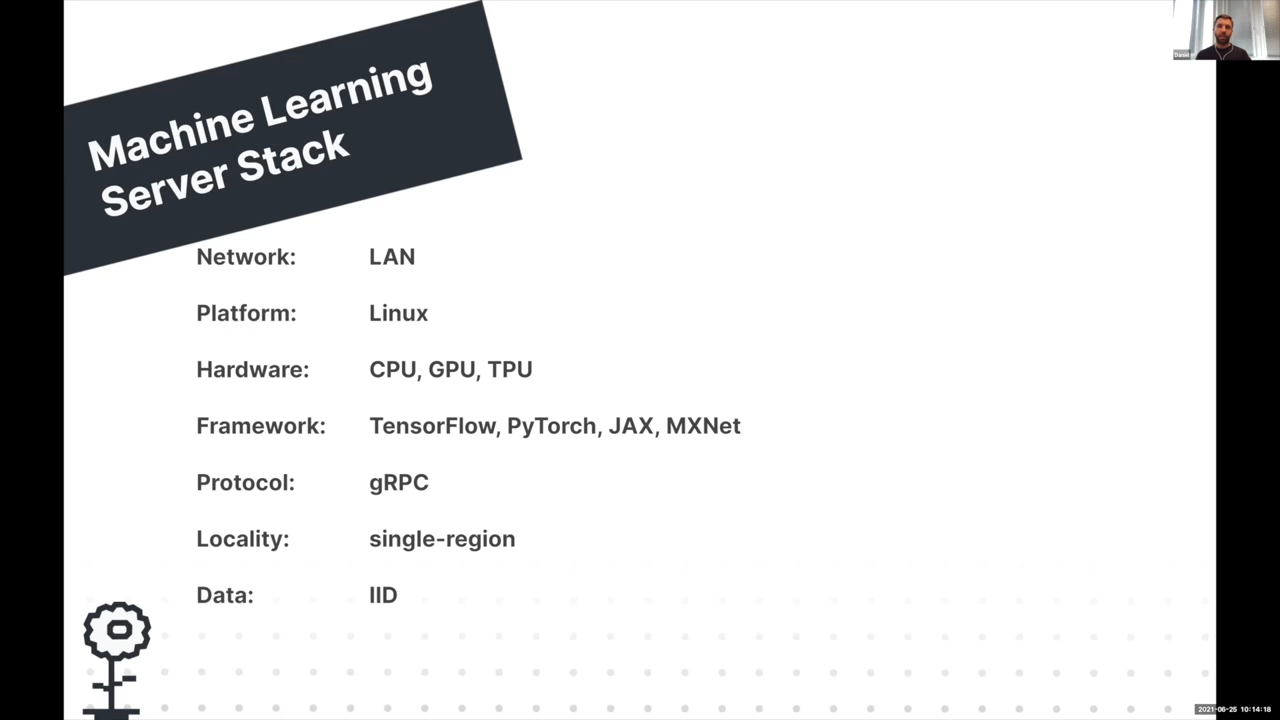 Machine Learning
Server Stack
Network: LAN
Platform: Linux
Hardware: CPU, GPU, TPU
Framework: TensorFlow, PyTorch, JAX, MXNet
Protocol: gRPC
Locality: single-region
Data: IID
Daniel
2021-06-25 10:14:18